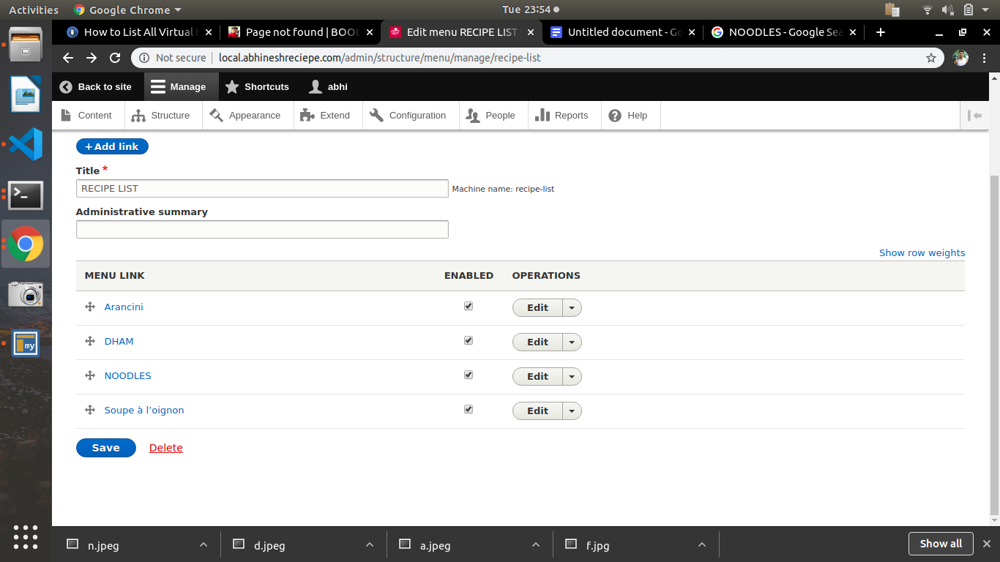 Activities
Google Chrome
Tue 23:54
How to List All Virtual
Page not found | BOOT
Edit menu RECIPE LIST
Untitled document - Go
NOODLES - Google Sea
Not secure
local.abhineshreciepe.com/admin/structure/menu/manage/recipe-list
Back to site
Manage
Shortcuts
abhi
Content
Structure
Appearance
Extend
Configuration
People
Reports
Help
+ Add link
Title *
RECIPE LIST
Machine name: recipe-list
Administrative summary
Show row weights
MENU LINK ENABLED OPERATIONS
Arancini Edit
DHAM Edit
NOODLES Edit
Soupe à l’oignon Edit
Save Delete
my
n.jpeg
d.jpeg
a.jpeg
f.jpg
Show all